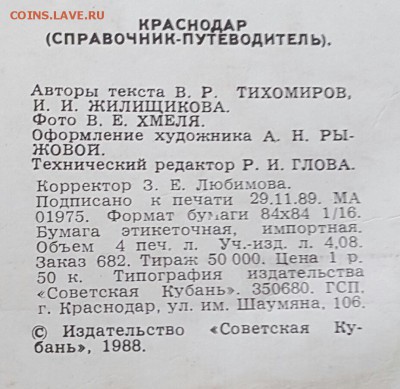 COINS.LAVE.RU
КРАСНОДАР
(СПРАВОЧНИК-ПУТЕВОДИТЕЛЬ).
Авторы текста В. Р. ТИХОМИРОВ,
И. И. ЖИЛИЩИКОВА.
Фото В. Е. ХМЕЛЯ.
Оформление художника А. Н. РЫ-
ЖОВОЙ.
Технический редактор Р. И. ГЛОВА.
Корректор З. Е. Любимова.
Подписано к печати 29.11.89. МА
01975. Формат бумаги 84х84 1/16.
Бумага этикеточная, импортная.
Объем 4 печ. л. Уч.-изд. л. 4,08.
Заказ 682. Тираж 50 000. Цена 1 р.
50 к. Типография издательства
«Советская Кубань». 350680. ГСП.
г. Краснодар, ул. им. Шаумяна, 106.
© Издательство «Советская Ку-
бань», 1988.